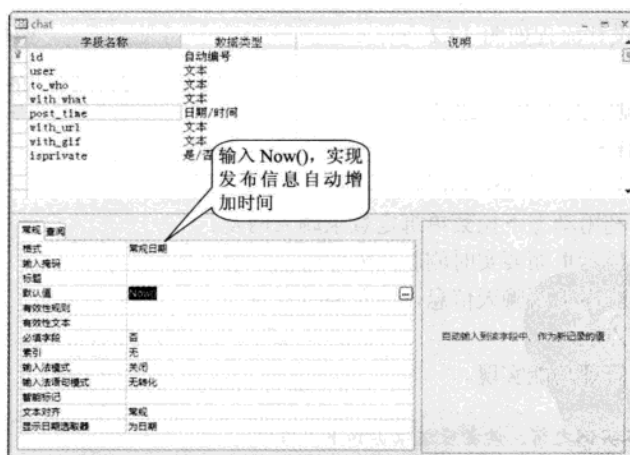 chat
字段名称 数据类型 说明
id 自动编号
user 文本
to_who 文本
with_what 文本
post_time 日期/时间
with_url 文本
with_gif 文本
isprivate 是/否
输入 Now(), 实现
发布信息自动增
加时间
常规 查阅
格式 常规日期
输入掩码
标题
默认值 Now()
有效性规则
有效性文本
必填字段 否
索引 无
输入法模式 关闭
输入法语句模式 无转化
智能标记
文本对齐 常规
显示日期选取器 为日期
自动输入到该字段中，作为新记录的值